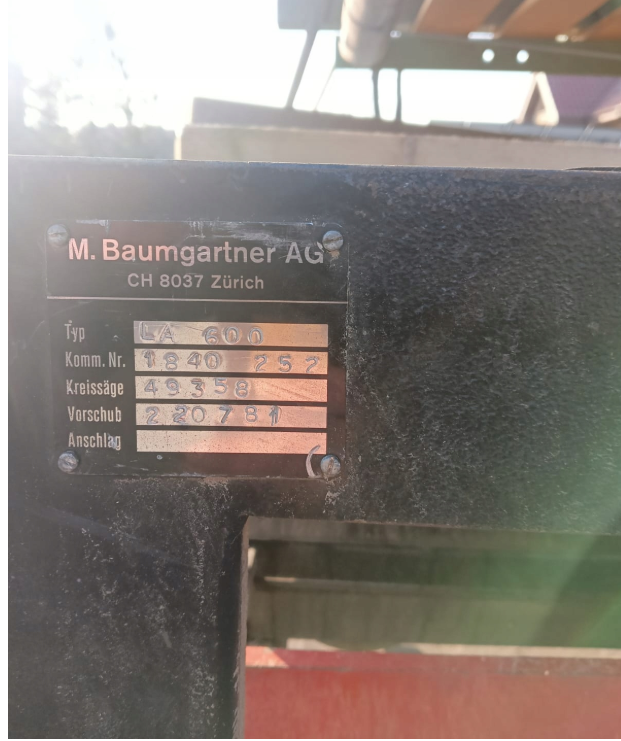 M. Baumgartner AG
CH 8037 Zürich
Typ LA 600
Komm. Nr. 1840 257
Kreissäge 49358
Vorschub 220781
Anschlag